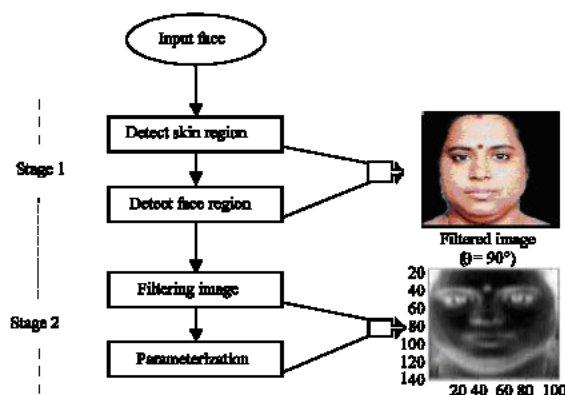 Input face
Detect skin region
Stage 1
Detect face region
Filtered image
(θ= 90°)
Filtering image
Stage 2
Parameterization
20
40
60
80
100
120
140
20 40 60 80 100